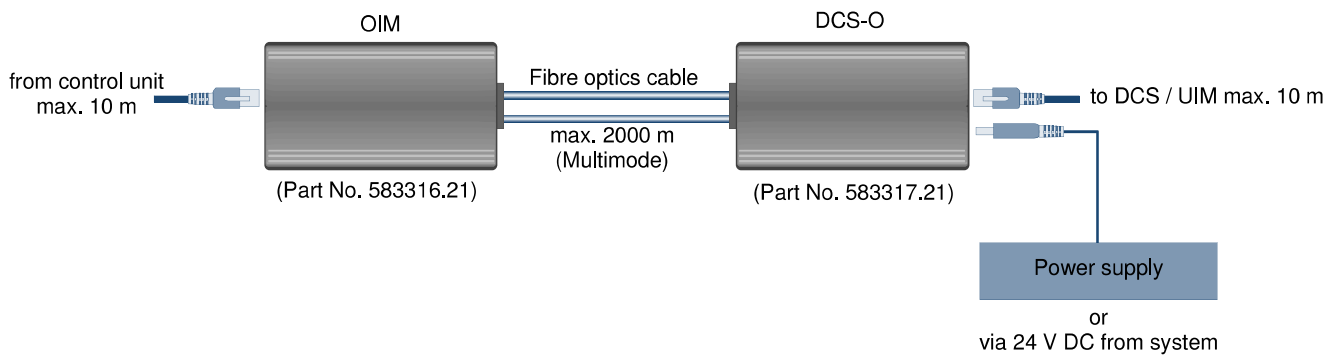 OIM
DCS-O
from control unit
max. 10 m
Fibre optics cable
max. 2000 m
(Multimode)
to DCS / UIM max. 10 m
(Part No. 583316.21)
(Part No. 583317.21)
Power supply
or
via 24 V DC from system